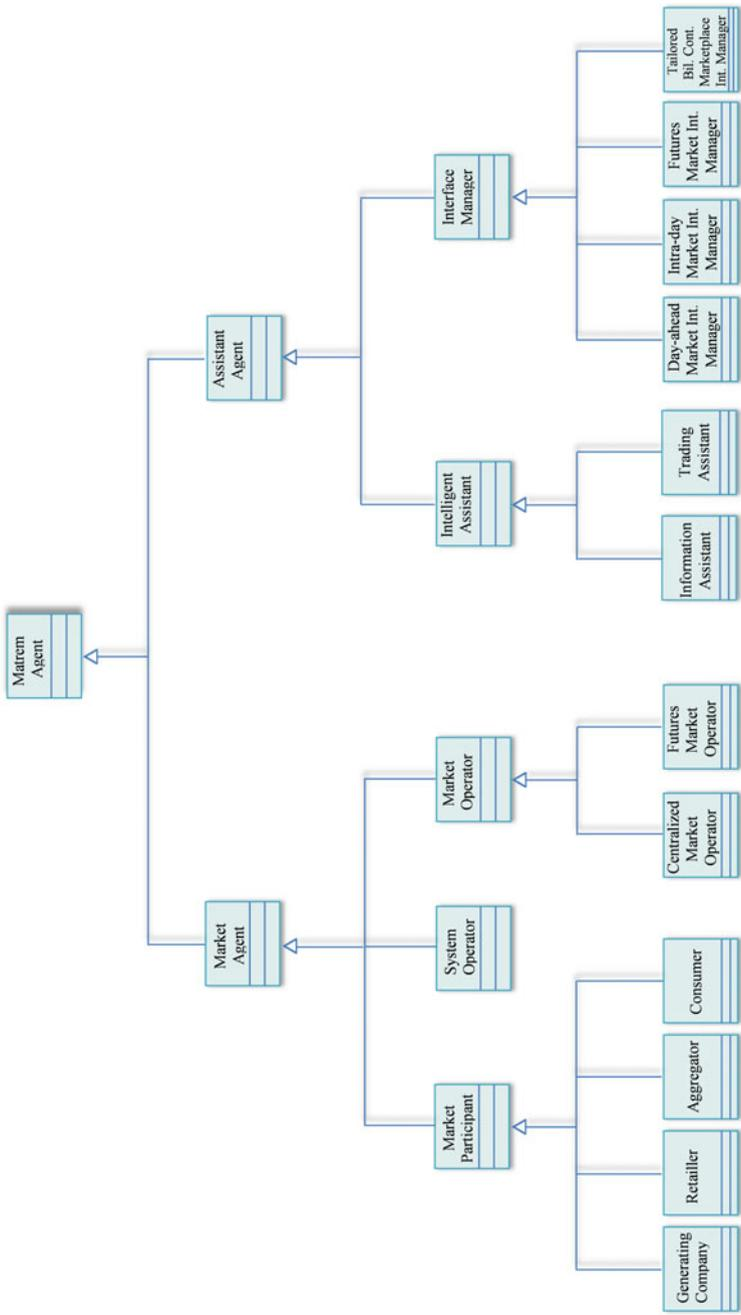 Matrem
Agent
Market
Agent
Assistant
Agent
Market
Participant
System
Operator
Market
Operator
Intelligent
Assistant
Interface
Manager
Generating
Company
Retailler
Aggregator
Consumer
Centralized
Market
Operator
Futures
Market
Operator
Information
Assistant
Trading
Assistant
Day-ahead
Market Int.
Manager
Intra-day
Market Int.
Manager
Futures
Market Int.
Manager
Tailored
Bil. Cont.
Marketplace
Int. Manager